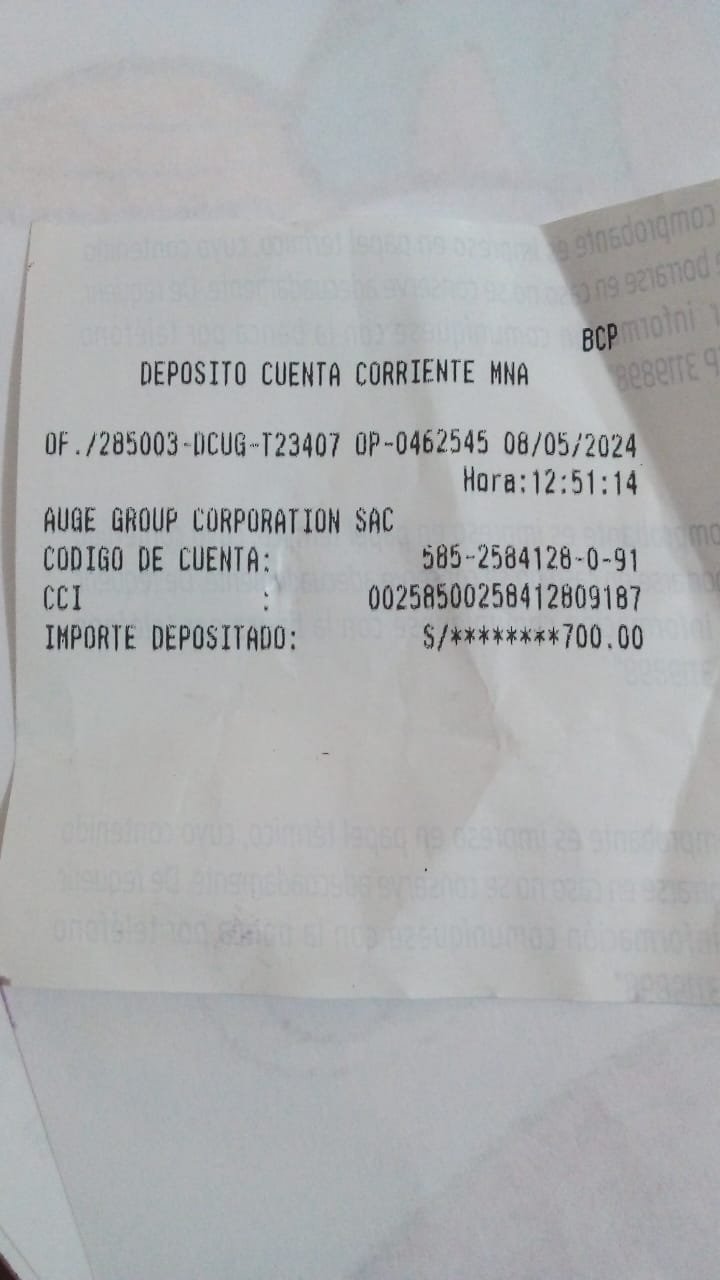 BCP
DEPOSITO CUENTA CORRIENTE MNA
OF./285003-DCUG-T23407 OP-0462545 08/05/2024
Hora:12:51:14
AUGE GROUP CORPORATION SAC
CODIGO DE CUENTA: 585-2584128-0-91
CCI : 00258500258412809187
IMPORTE DEPOSITADO: S/********700.00